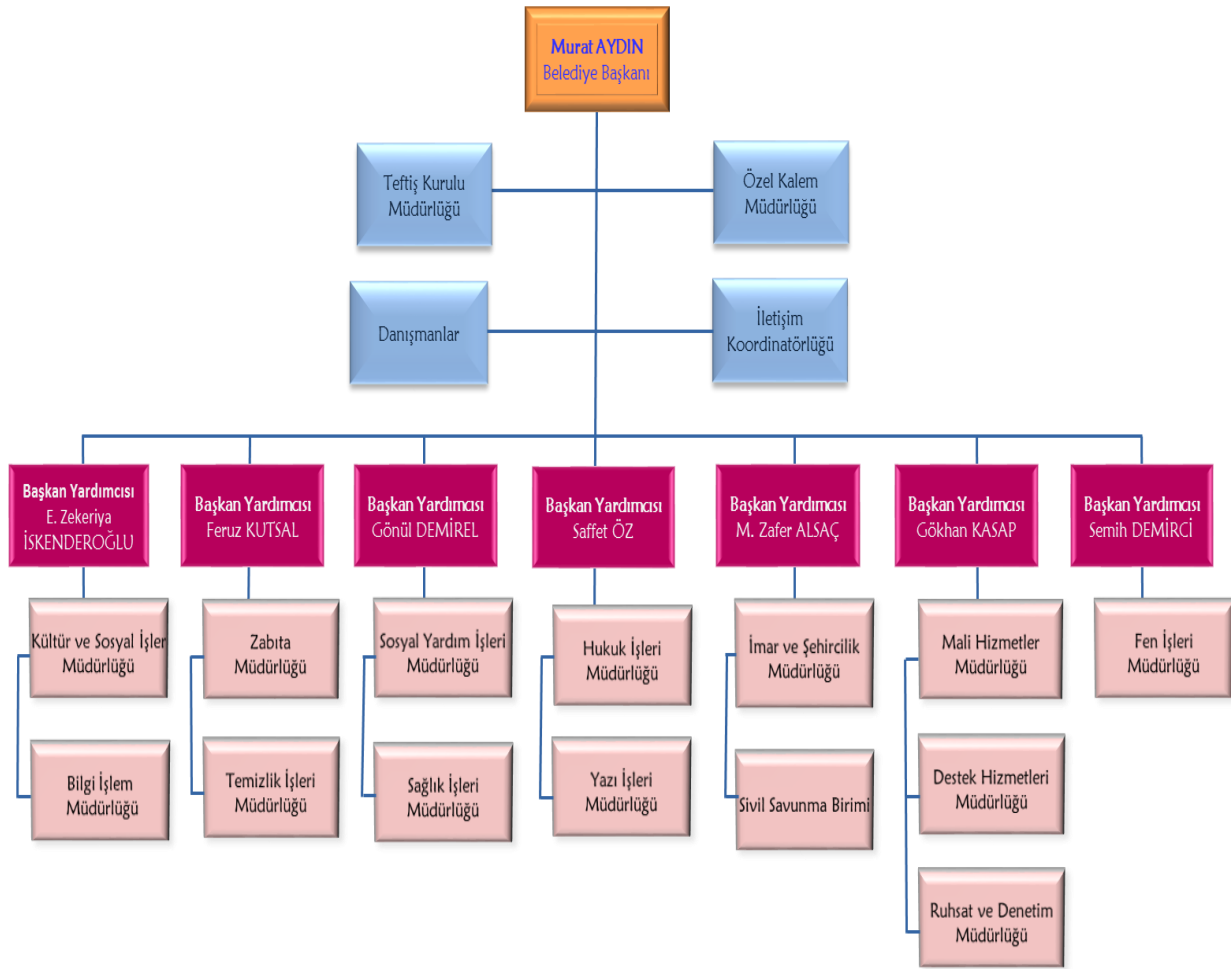 Murat AYDIN
Belediye Başkanı
Teftiş Kurulu
Müdürlüğü
Özel Kalem
Müdürlüğü
Danışmanlar
İletişim
Koordinatörlüğü
Başkan Yardımcısı
E. Zekeriya
İSKENDEROĞLU
Başkan Yardımcısı
Feruz KUTSAL
Başkan Yardımcısı
Gönül DEMİREL
Başkan Yardımcısı
Saffet ÖZ
Başkan Yardımcısı
M. Zafer ALSAÇ
Başkan Yardımcısı
Gökhan KASAP
Başkan Yardımcısı
Semih DEMİRCİ
Kültür ve Sosyal İşler
Müdürlüğü
Zabıta
Müdürlüğü
Sosyal Yardım İşleri
Müdürlüğü
Hukuk İşleri
Müdürlüğü
İmar ve Şehircilik
Müdürlüğü
Mali Hizmetler
Müdürlüğü
Fen İşleri
Müdürlüğü
Bilgi İşlem
Müdürlüğü
Temizlik İşleri
Müdürlüğü
Sağlık İşleri
Müdürlüğü
Yazı İşleri
Müdürlüğü
Sivil Savunma Birimi
Destek Hizmetleri
Müdürlüğü
Ruhsat ve Denetim
Müdürlüğü